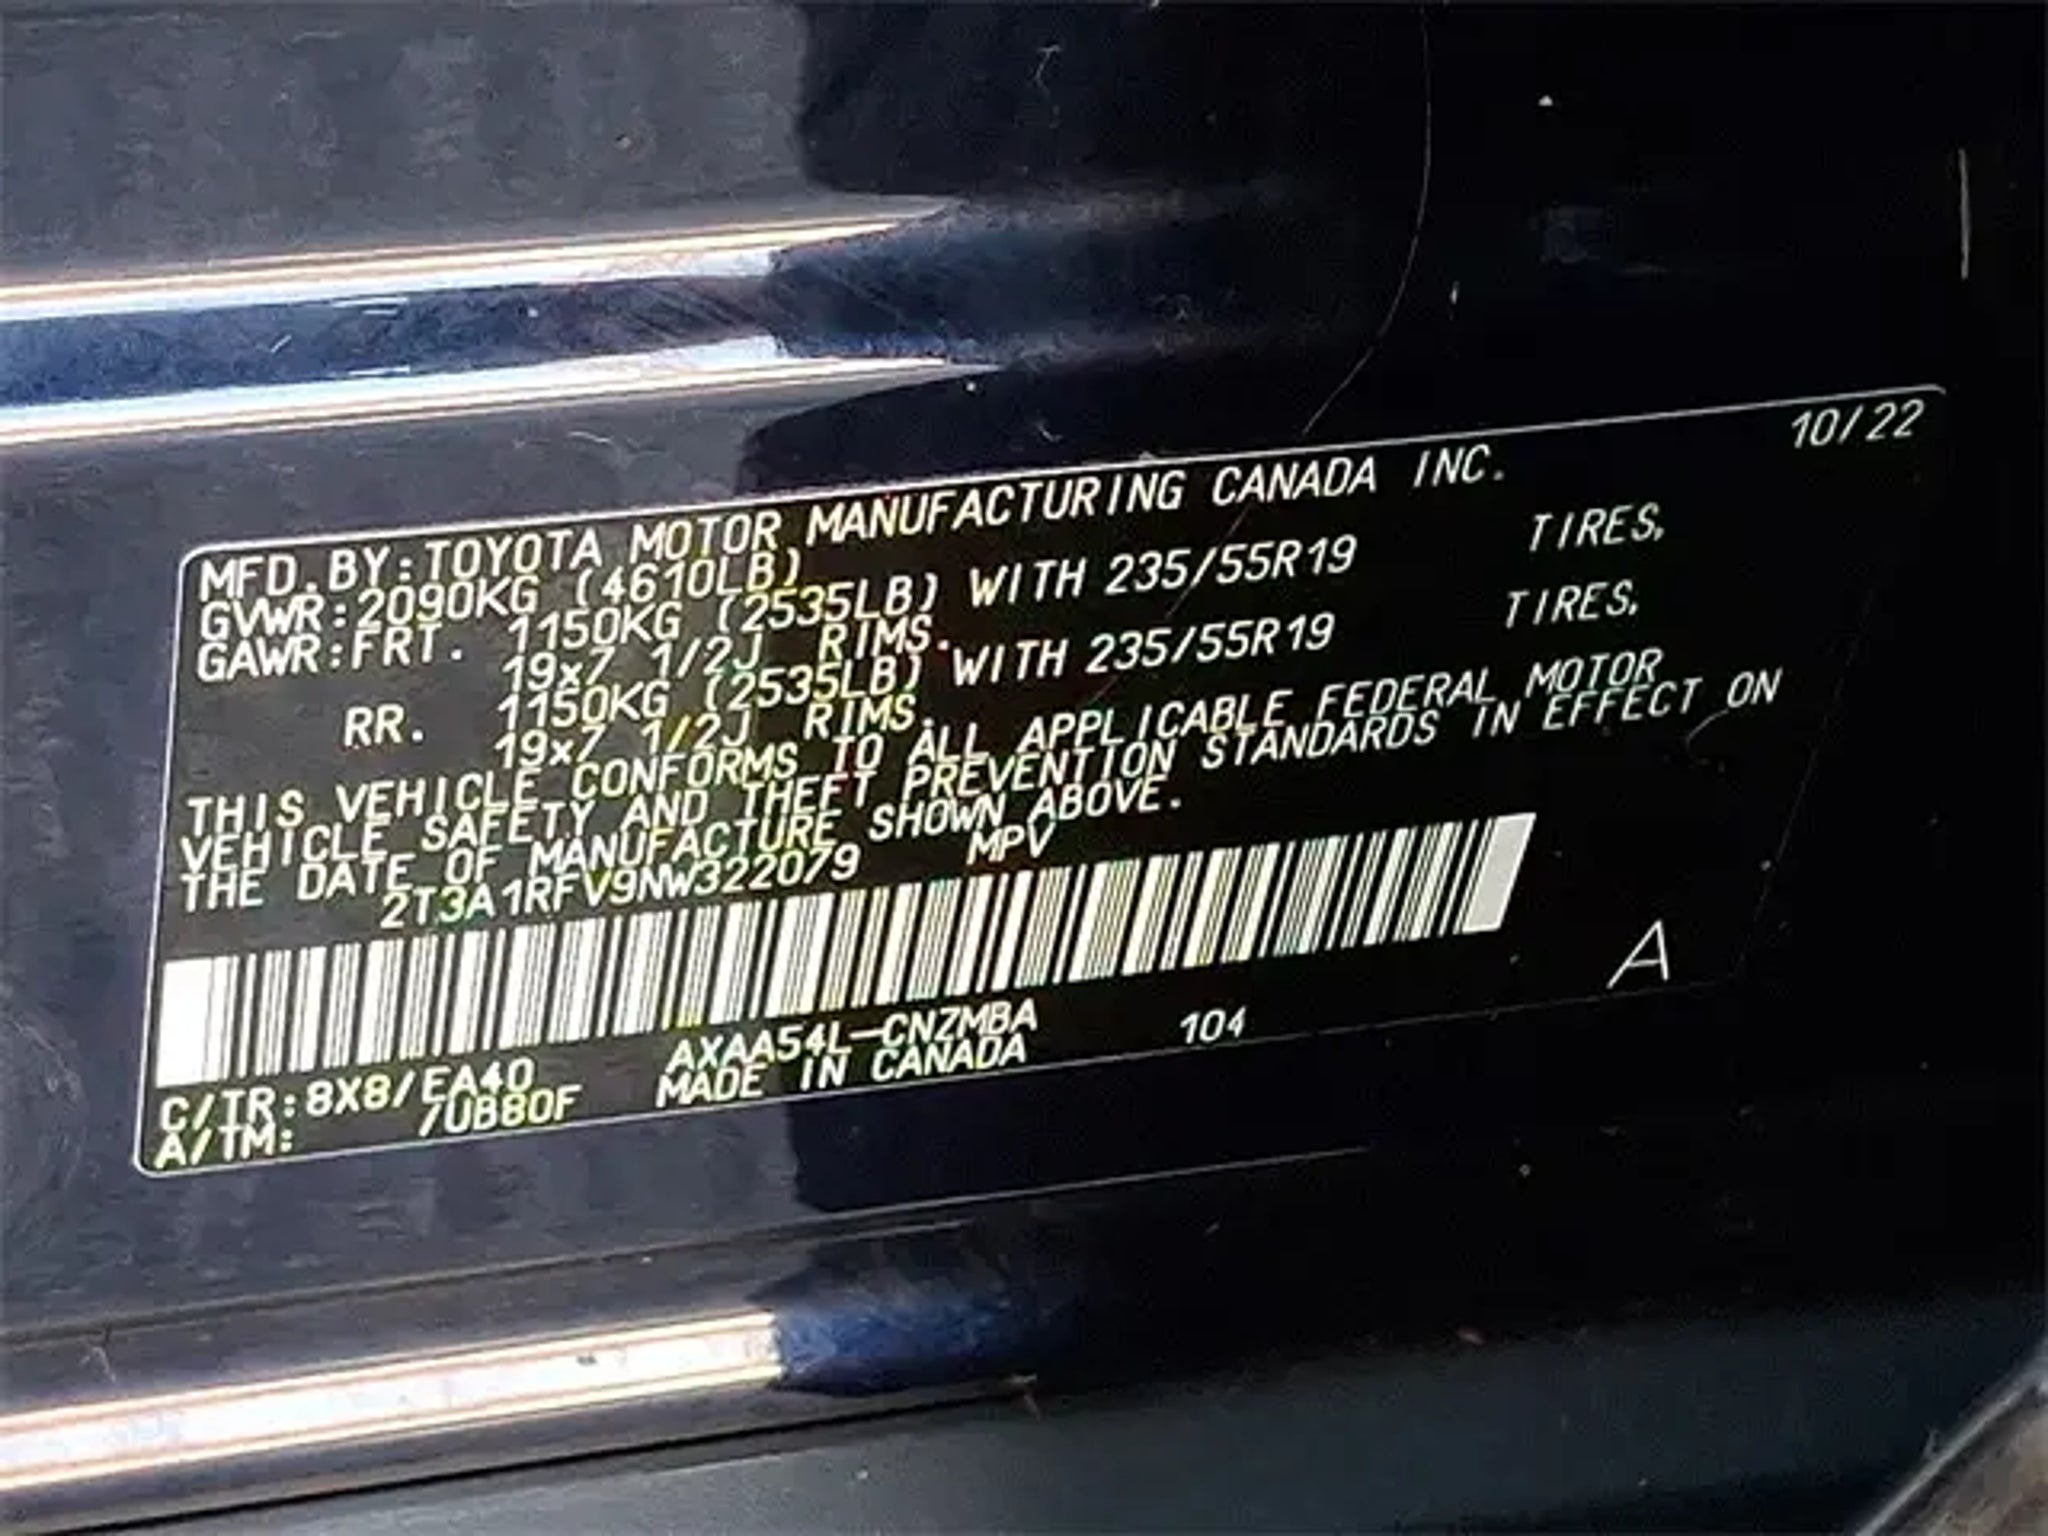 10/22
MFD.BY:TOYOTA MOTOR MANUFACTURING CANADA INC.
GVWR:2090KG (4610LB)
GAWR:FRT. 1150KG (2535LB) WITH 235/55R19 TIRES,
19x7 1/2J RIMS.
RR. 1150KG (2535LB) WITH 235/55R19 TIRES,
19x7 1/2J RIMS.
THIS VEHICLE CONFORMS TO ALL APPLICABLE FEDERAL MOTOR
VEHICLE SAFETY AND THEFT PREVENTION STANDARDS IN EFFECT ON
THE DATE OF MANUFACTURE SHOWN ABOVE.
2T3A1RFV9NW322079 MPV
A
C/TR:8X8/EA40 AXAA54L-CNZMBA 104
A/TM: /UB80F MADE IN CANADA